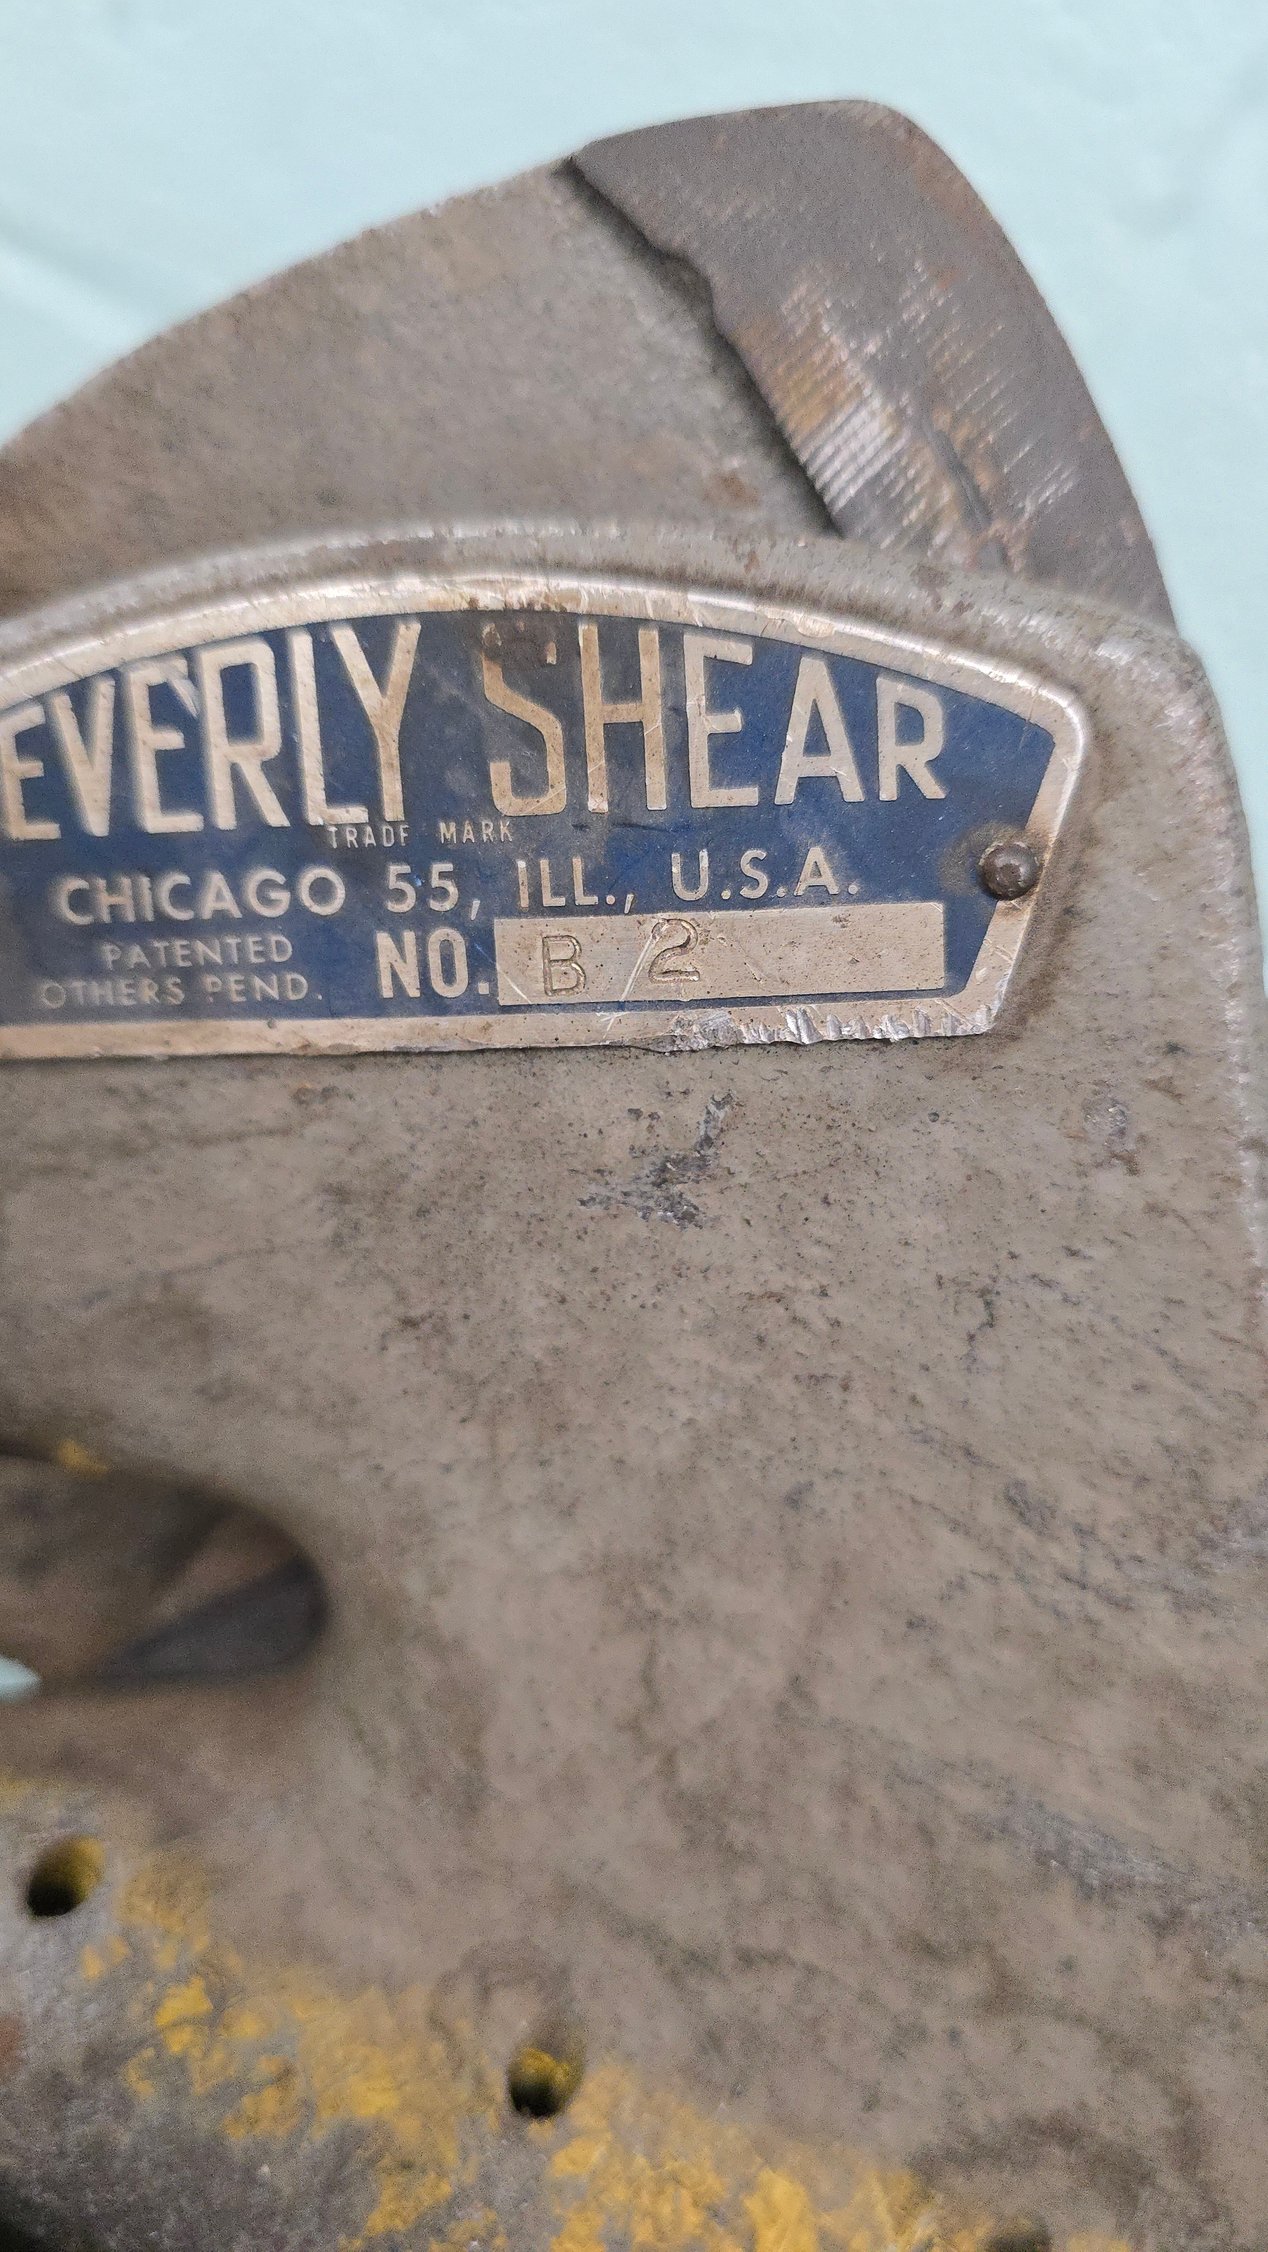 EVERLY SHEAR
TRADE MARK
CHICAGO 55, ILL., U.S.A.
PATENTED
OTHERS PEND.
NO. B 2